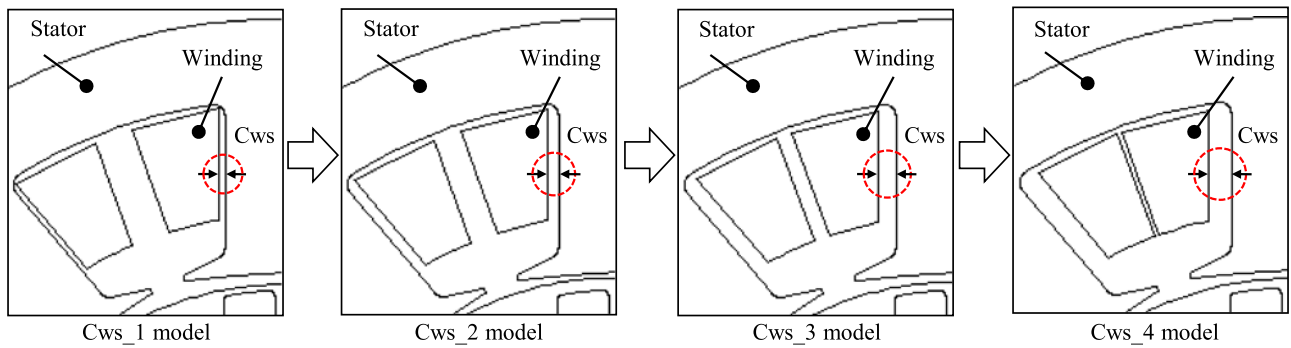 Stator
Winding
Cws
Cws_1 model
Stator
Winding
Cws
Cws_2 model
Stator
Winding
Cws
Cws_3 model
Stator
Winding
Cws
Cws_4 model